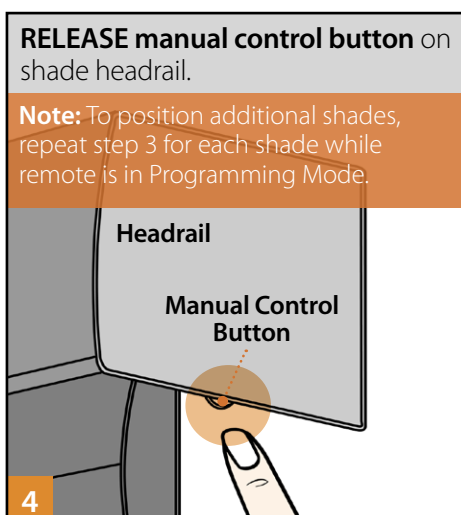 RELEASE manual control button on
shade headrail.
Note: To position additional shades,
repeat step 3 for each shade while
remote is in Programming Mode.
Headrail
Manual Control
Button
4